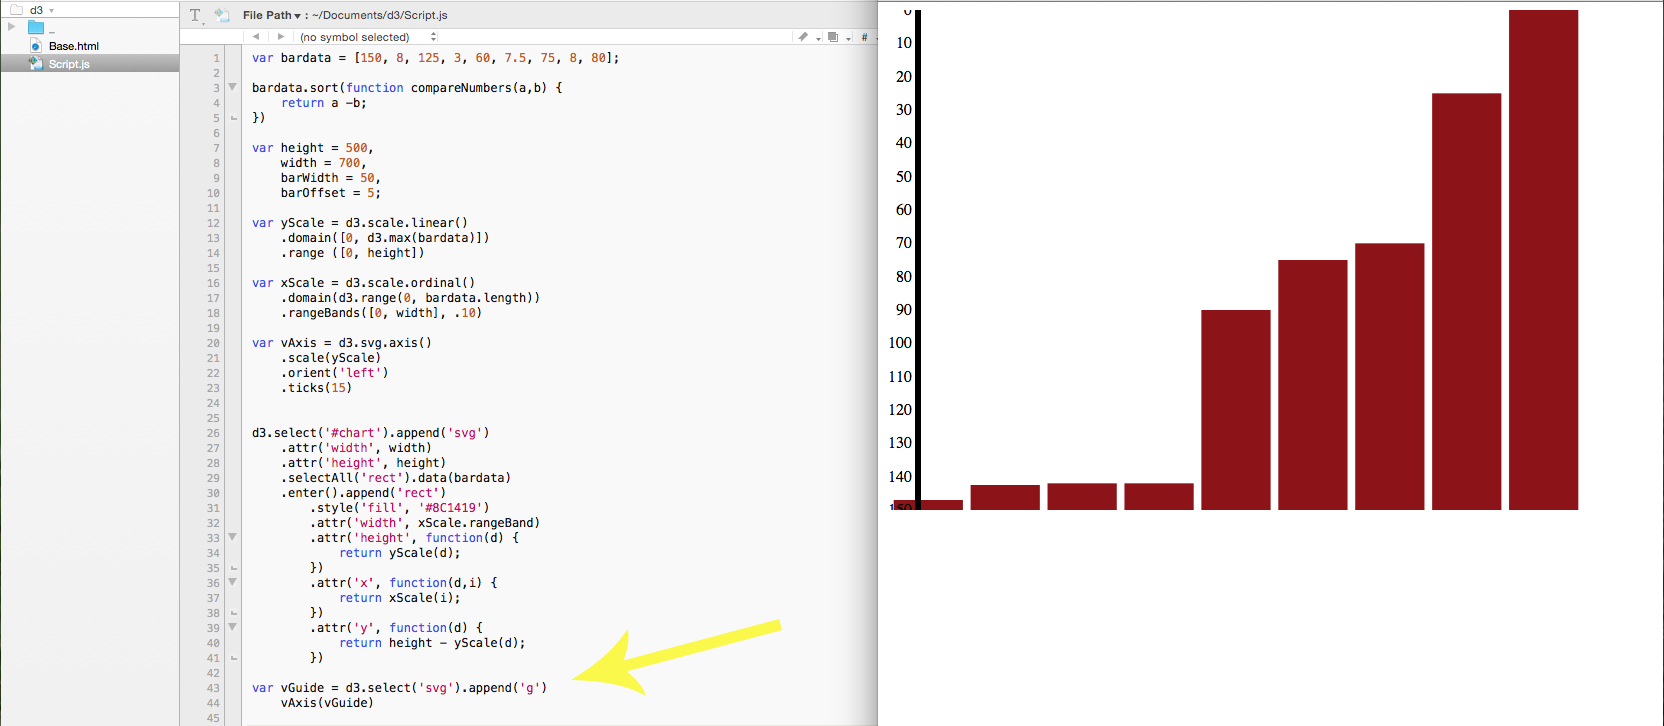 d3
_
Base.html
Script.js
File Path ▾ : ~/Documents/d3/Script.js
(no symbol selected)
#
1 var bardata = [150, 8, 125, 3, 60, 7.5, 75, 8, 80];
2
3 bardata.sort(function compareNumbers(a,b) {
4     return a -b;
5 })
6
7 var height = 500,
8     width = 700,
9     barWidth = 50,
10     barOffset = 5;
11
12 var yScale = d3.scale.linear()
13     .domain([0, d3.max(bardata)])
14     .range ([0, height])
15
16 var xScale = d3.scale.ordinal()
17     .domain(d3.range(0, bardata.length))
18     .rangeBands([0, width], .10)
19
20 var vAxis = d3.svg.axis()
21     .scale(yScale)
22     .orient('left')
23     .ticks(15)
24
25
26 d3.select('#chart').append('svg')
27     .attr('width', width)
28     .attr('height', height)
29     .selectAll('rect').data(bardata)
30     .enter().append('rect')
31         .style('fill', '#8C1419')
32         .attr('width', xScale.rangeBand)
33         .attr('height', function(d) {
34             return yScale(d);
35         })
36         .attr('x', function(d,i) {
37             return xScale(i);
38         })
39         .attr('y', function(d) {
40             return height - yScale(d);
41         })
42
43 var vGuide = d3.select('svg').append('g')
44     vAxis(vGuide)
45
0
10
20
30
40
50
60
70
80
90
100
110
120
130
140
150